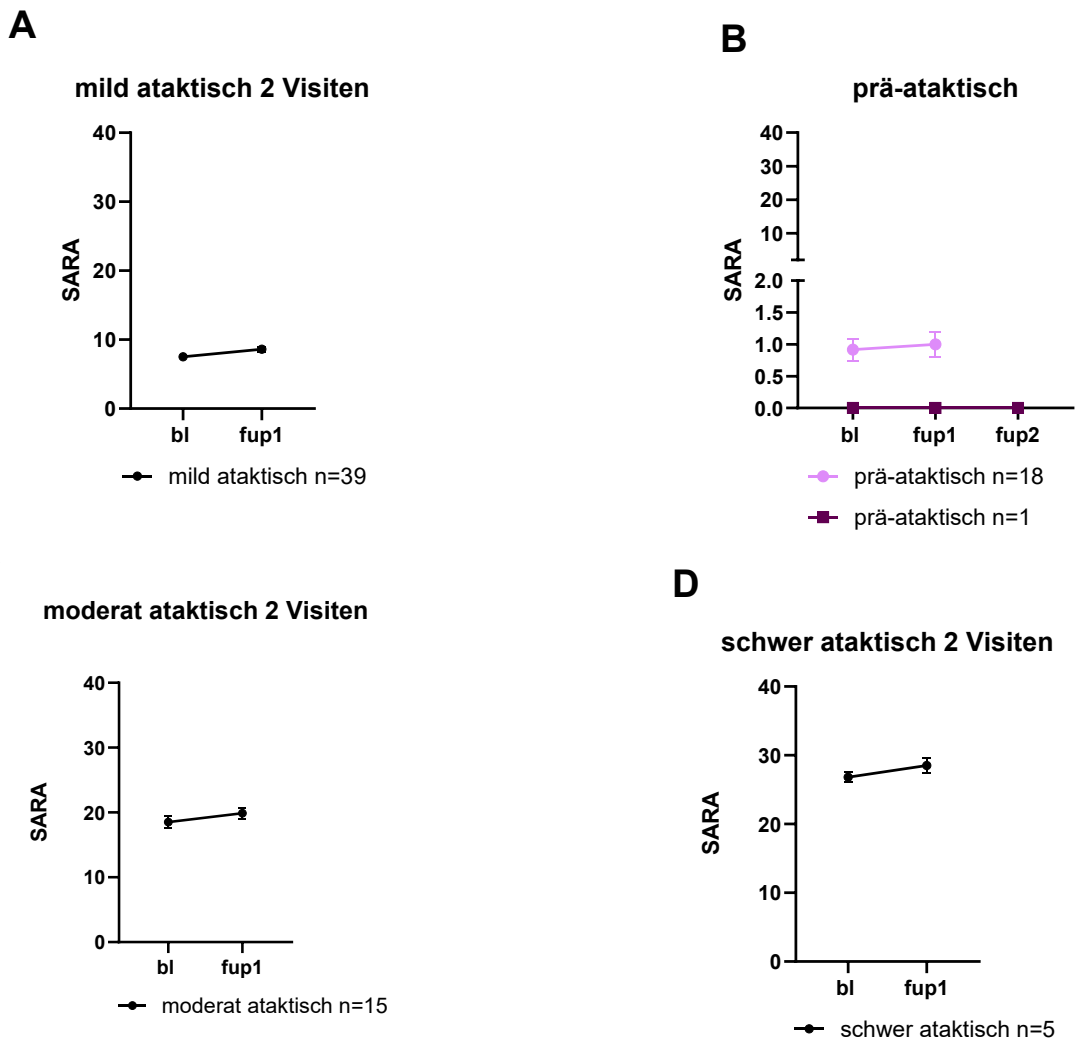 A
mild ataktisch 2 Visiten
40
30
20
10
0
SARA
bl
fup1
mild ataktisch n=39
B
prä-ataktisch
40
30
20
10
2.0
1.5
1.0
0.5
0.0
SARA
bl
fup1
fup2
prä-ataktisch n=18
prä-ataktisch n=1
moderat ataktisch 2 Visiten
40
30
20
10
0
SARA
bl
fup1
moderat ataktisch n=15
D
schwer ataktisch 2 Visiten
40
30
20
10
0
SARA
bl
fup1
schwer ataktisch n=5